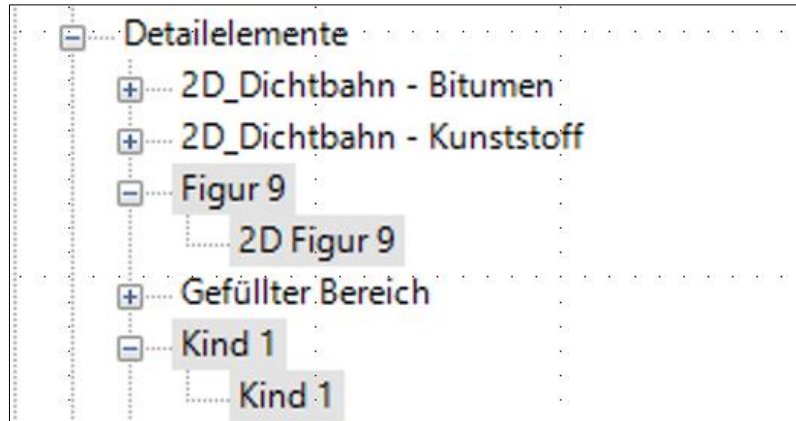 Detailelemente
2D_Dichtbahn - Bitumen
2D_Dichtbahn - Kunststoff
Figur 9
2D Figur 9
Gefüllter Bereich
Kind 1
Kind 1